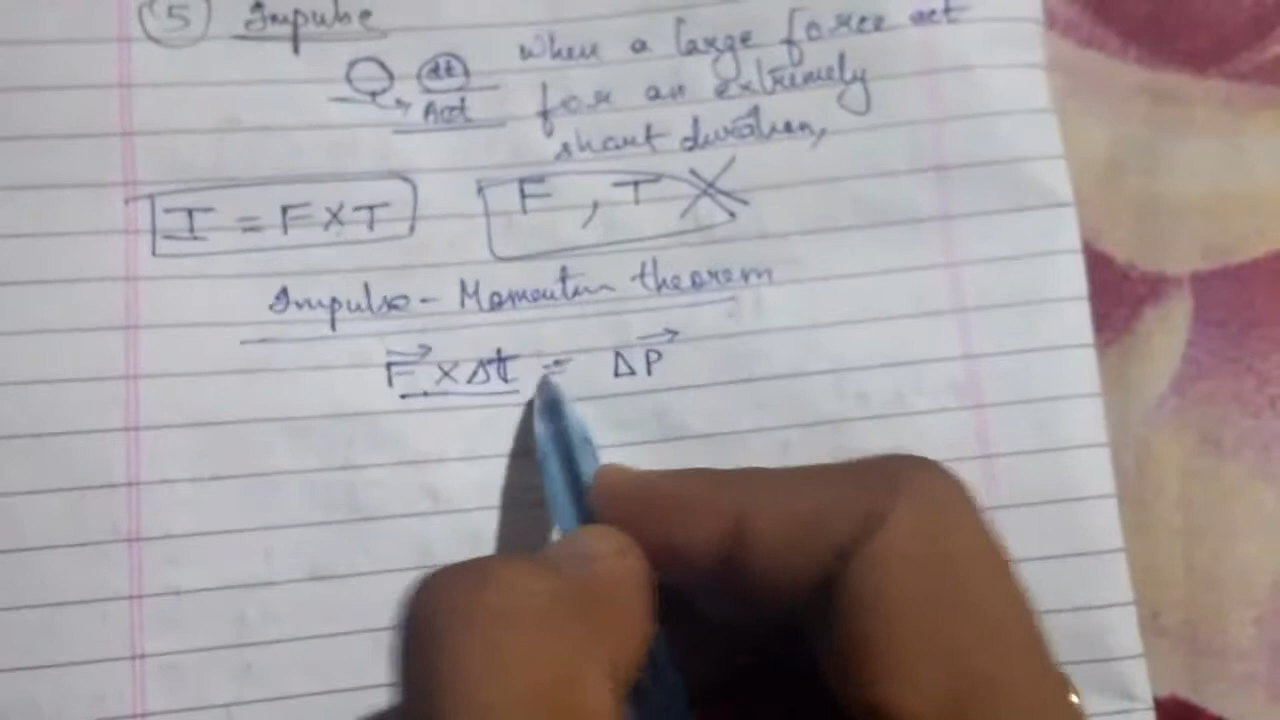 5 Impulse
dt when a large force act
Act for an extremely
short duration,
I = F X T F , T X
Impulse - Momentum theorem
F X Δt = ΔP